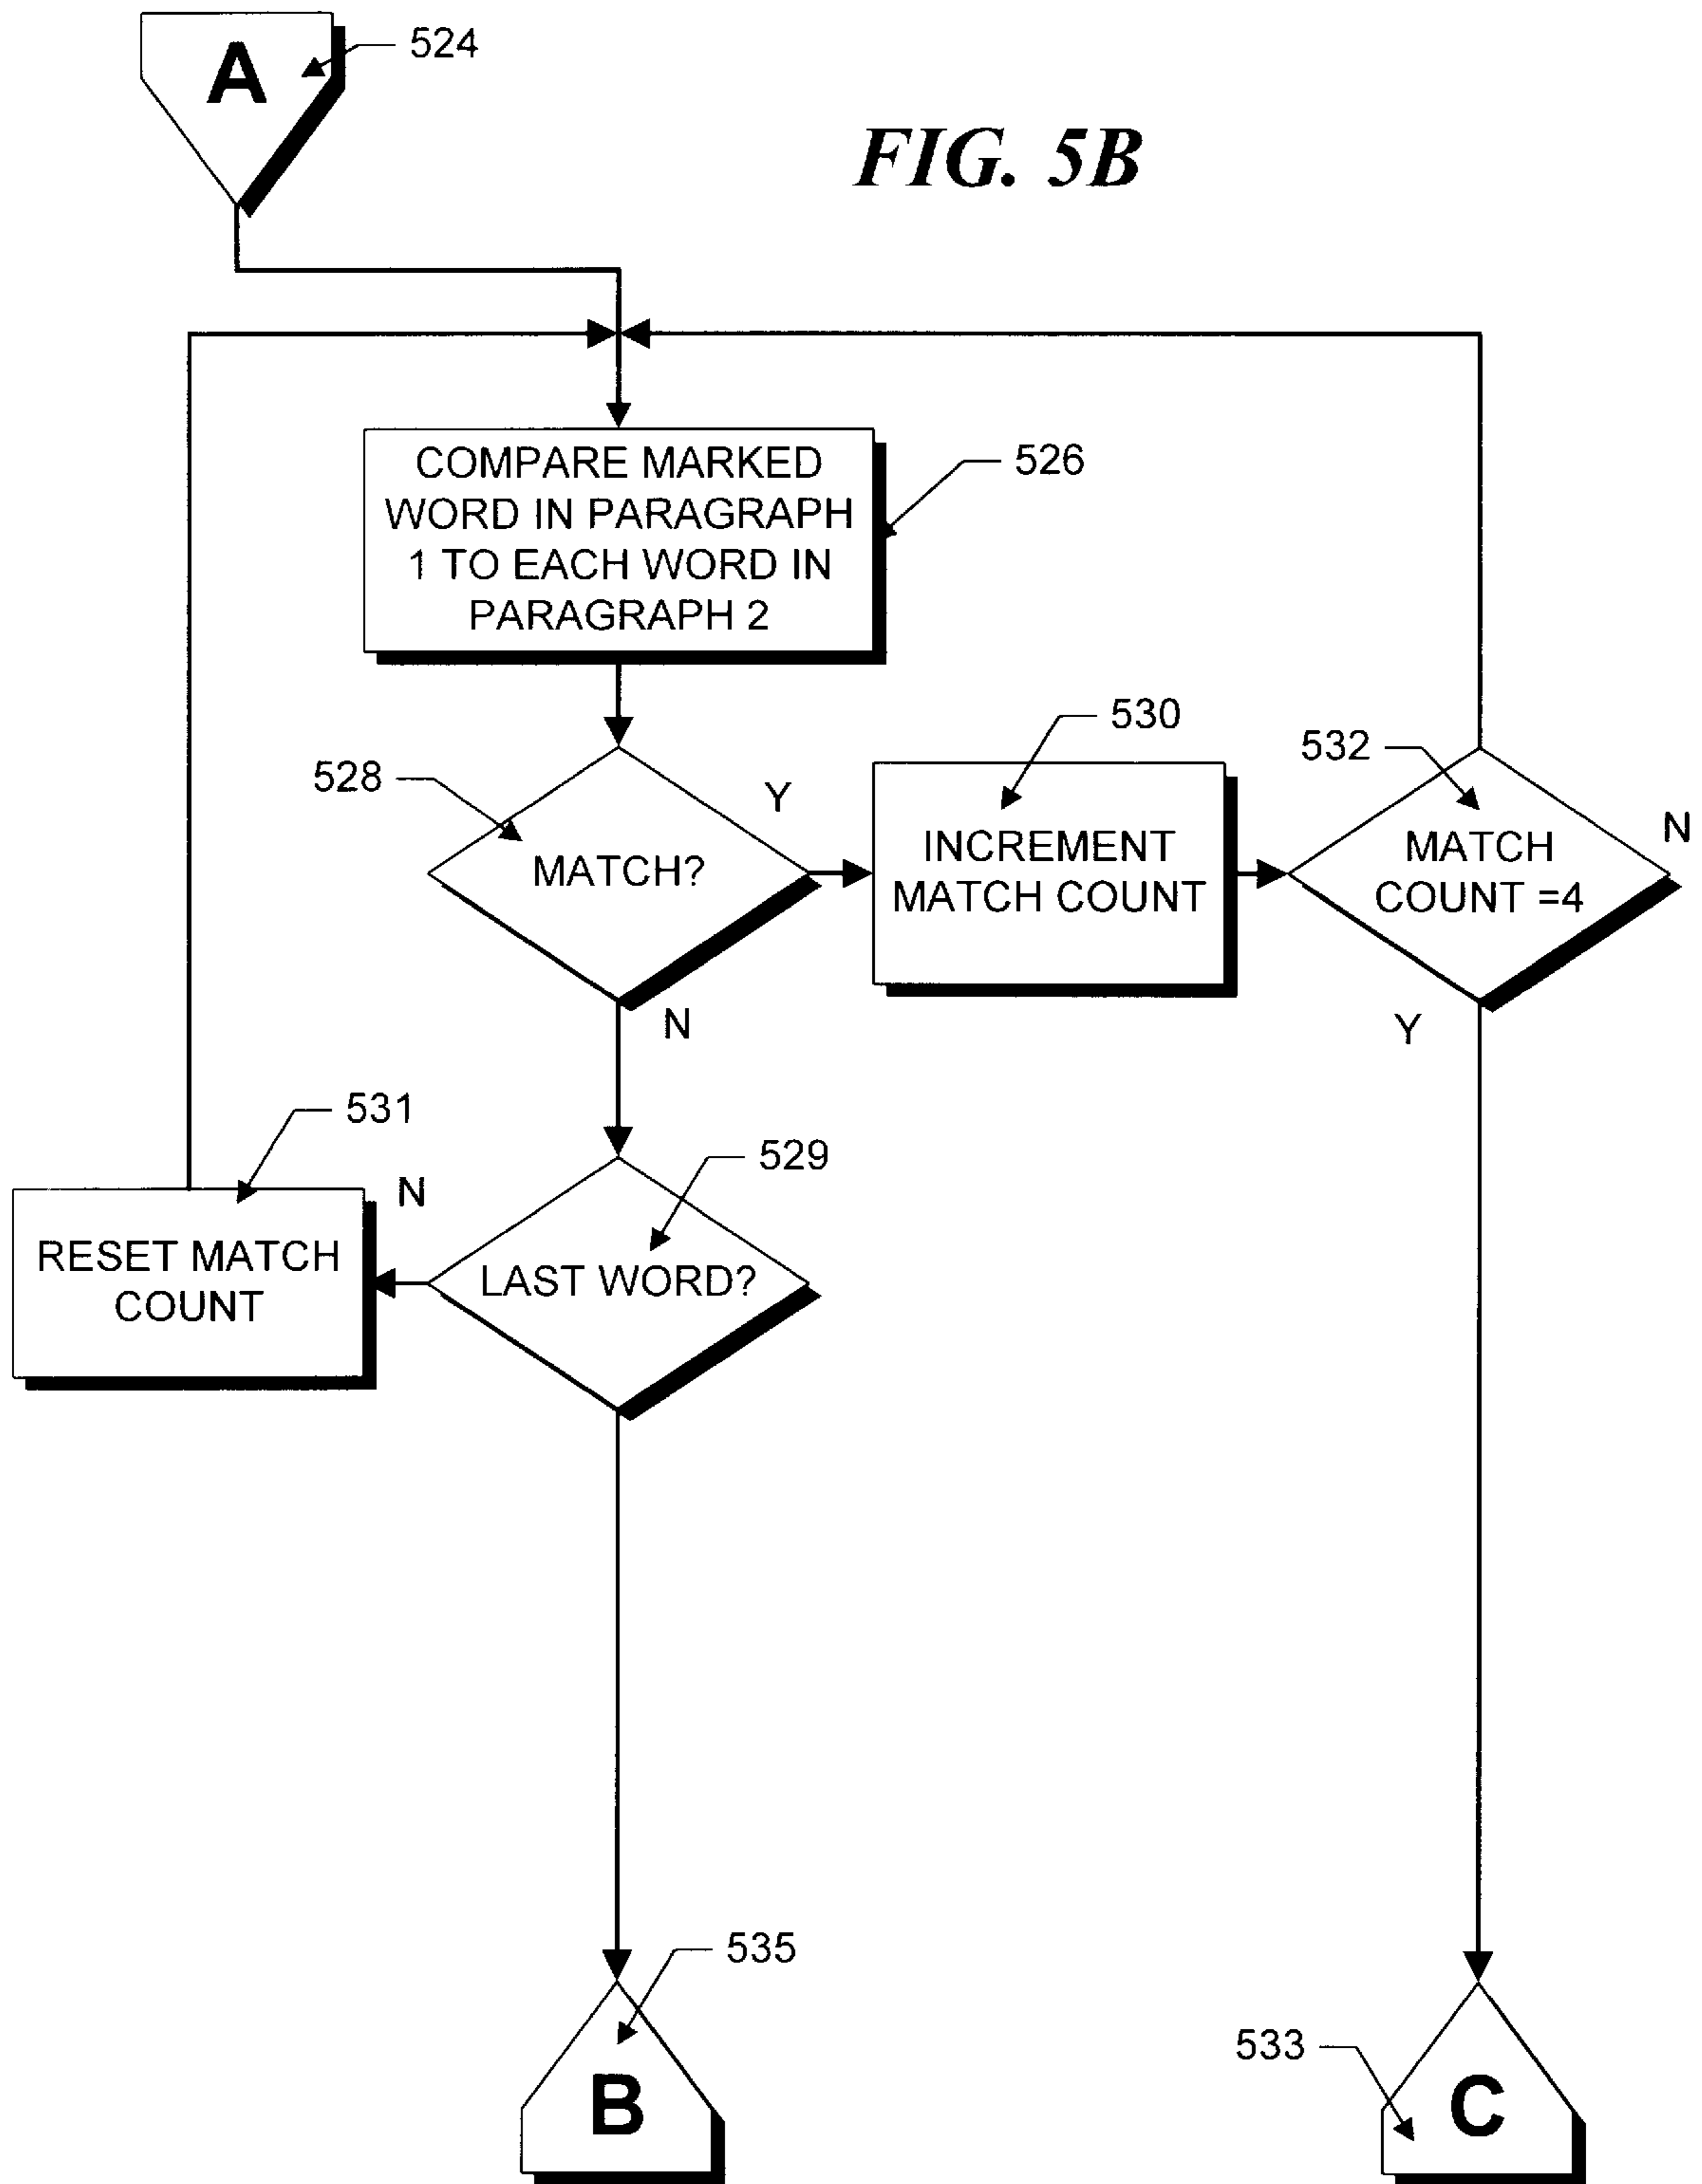 A
524
FIG. 5B
COMPARE MARKED
WORD IN PARAGRAPH
1 TO EACH WORD IN
PARAGRAPH 2
526
528
MATCH?
Y
N
530
INCREMENT
MATCH COUNT
532
MATCH
COUNT =4
N
Y
531
RESET MATCH
COUNT
N
529
LAST WORD?
535
B
533
C